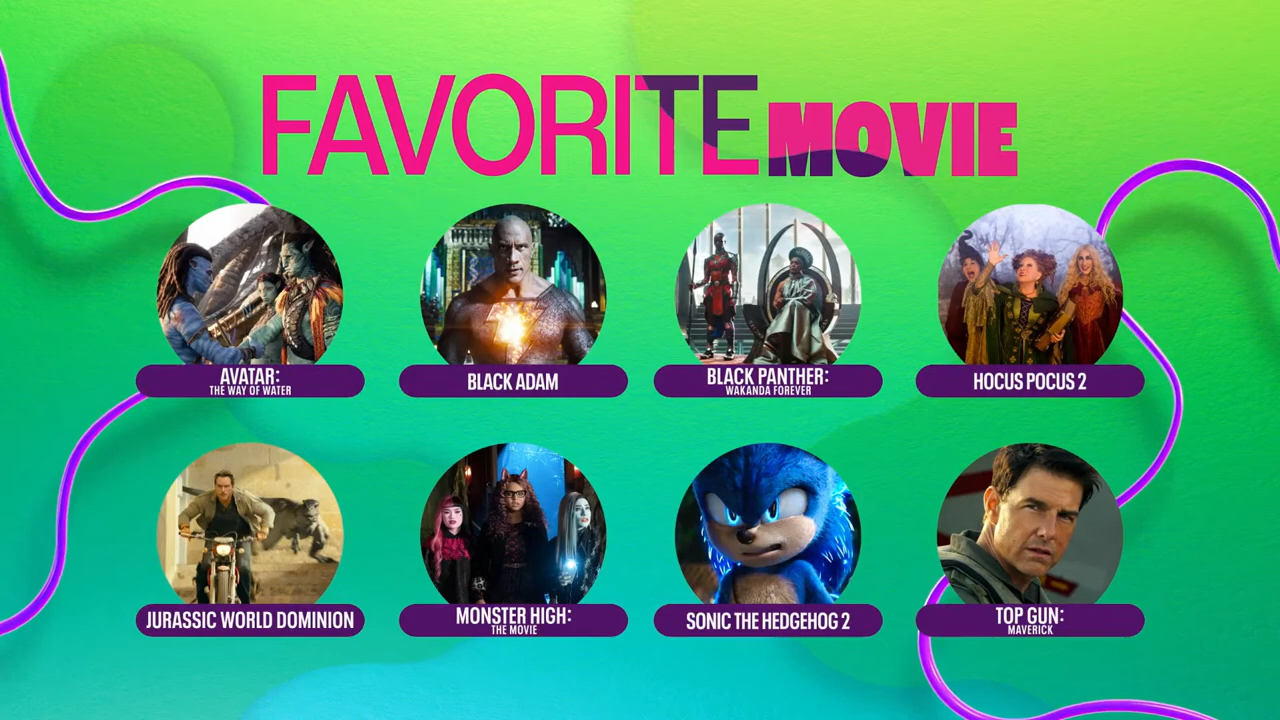 FAVORITE MOVIE
AVATAR:
THE WAY OF WATER
BLACK ADAM
BLACK PANTHER:
WAKANDA FOREVER
HOCUS POCUS 2
JURASSIC WORLD DOMINION
MONSTER HIGH:
THE MOVIE
SONIC THE HEDGEHOG 2
TOP GUN:
MAVERICK